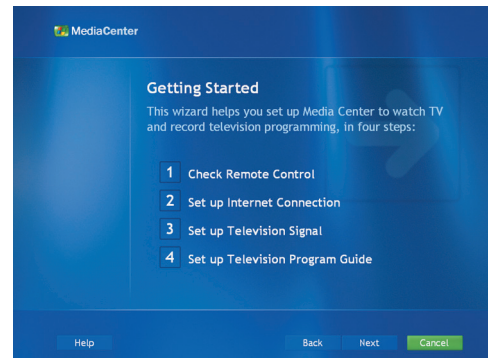 MediaCenter
Getting Started
This wizard helps you set up Media Center to watch TV
and record television programming, in four steps:
1 Check Remote Control
2 Set up Internet Connection
3 Set up Television Signal
4 Set up Television Program Guide
Help Back Next Cancel